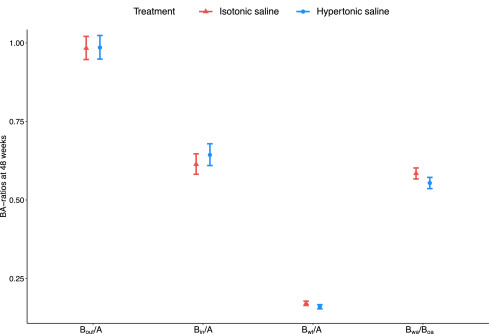 Treatment Isotonic saline Hypertonic saline
BA−ratios at 48 weeks
1.00
0.75
0.50
0.25
Bout/A Bin/A Bwt/A Bwa/Boa